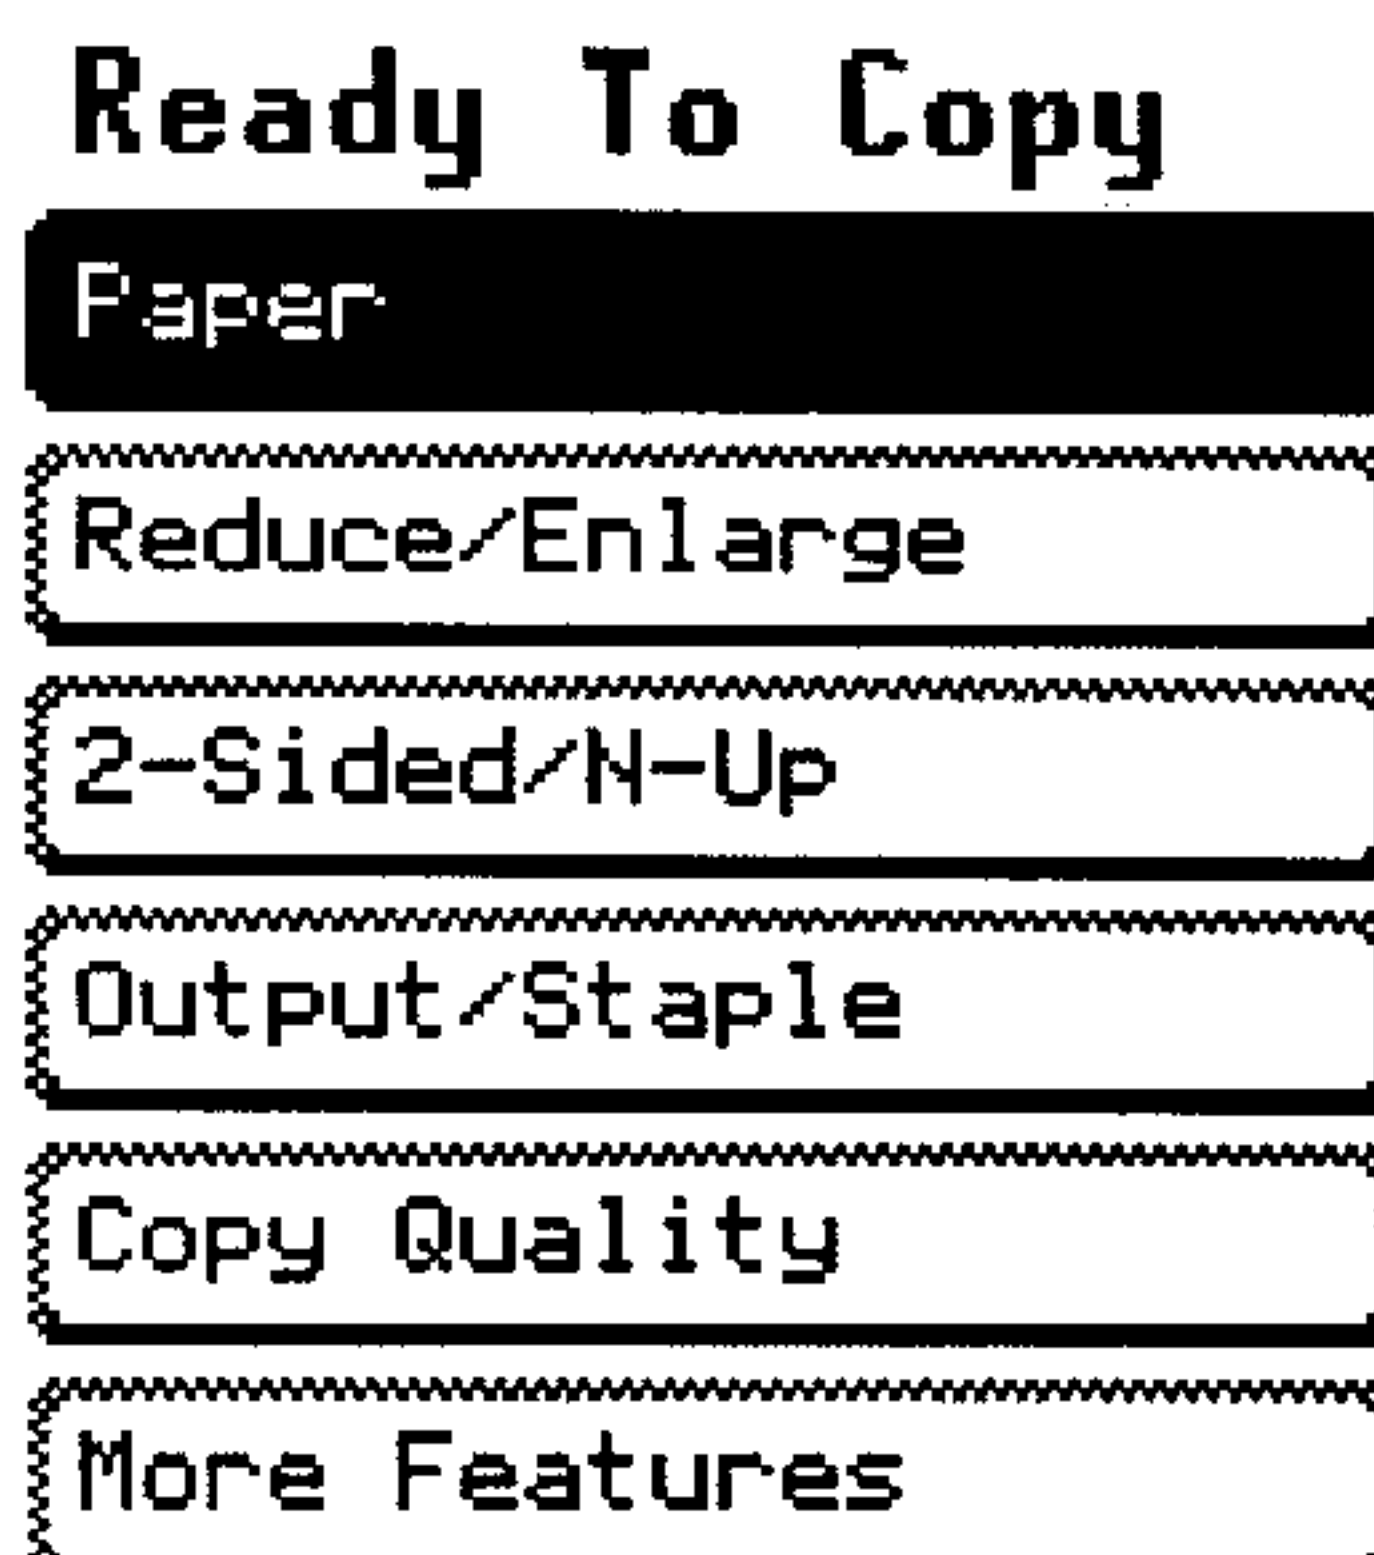 Ready To Copy
Paper
Reduce/Enlarge
2-Sided/N-Up
Output/Staple
Copy Quality
More Features